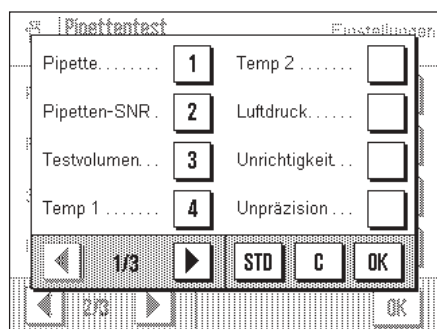 Pipettentest
Einstellungen
Pipette........ 1
Pipetten-SNR . 2
Testvolumen... 3
Temp 1 ....... 4
Temp 2 .......
Luftdruck......
Unrichtigkeit..
Unpräzision ...
1/3
STD
C
OK
2/3
OK